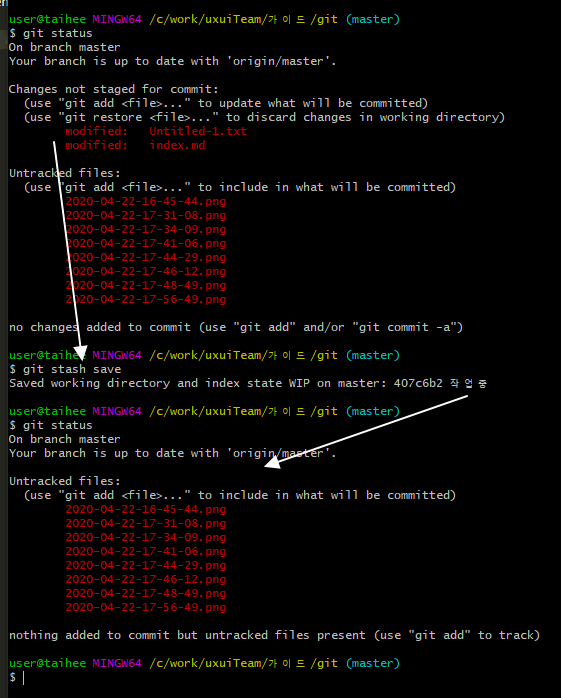 user@taihee MINGW64 /c/work/uxuiTeam/가이드/git (master)
$ git status
On branch master
Your branch is up to date with 'origin/master'.
Changes not staged for commit:
(use "git add <file>..." to update what will be committed)
(use "git restore <file>..." to discard changes in working directory)
modified: Untitled-1.txt
modified: index.md
Untracked files:
(use "git add <file>..." to include in what will be committed)
2020-04-22-16-45-44.png
2020-04-22-17-31-08.png
2020-04-22-17-34-09.png
2020-04-22-17-41-06.png
2020-04-22-17-44-29.png
2020-04-22-17-46-12.png
2020-04-22-17-48-49.png
2020-04-22-17-56-49.png
no changes added to commit (use "git add" and/or "git commit -a")
user@taihee MINGW64 /c/work/uxuiTeam/가이드/git (master)
$ git stash save
Saved working directory and index state WIP on master: 407c6b2 작업중
user@taihee MINGW64 /c/work/uxuiTeam/가이드/git (master)
$ git status
On branch master
Your branch is up to date with 'origin/master'.
Untracked files:
(use "git add <file>..." to include in what will be committed)
2020-04-22-16-45-44.png
2020-04-22-17-31-08.png
2020-04-22-17-34-09.png
2020-04-22-17-41-06.png
2020-04-22-17-44-29.png
2020-04-22-17-46-12.png
2020-04-22-17-48-49.png
2020-04-22-17-56-49.png
nothing added to commit but untracked files present (use "git add" to track)
user@taihee MINGW64 /c/work/uxuiTeam/가이드/git (master)
$